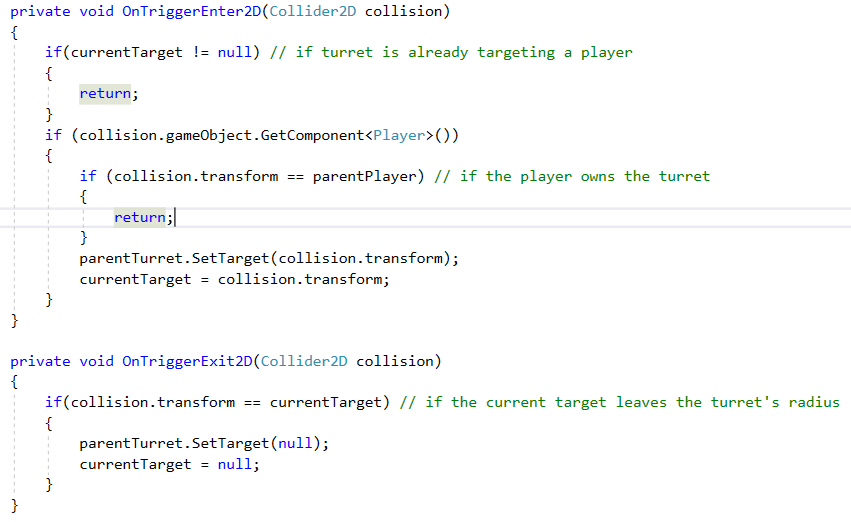 private void OnTriggerEnter2D(Collider2D collision)
{
    if(currentTarget != null) // if turret is already targeting a player
    {
        return;
    }
    if (collision.gameObject.GetComponent<Player>())
    {
        if (collision.transform == parentPlayer) // if the player owns the turret
        {
            return;
        }
        parentTurret.SetTarget(collision.transform);
        currentTarget = collision.transform;
    }
}

private void OnTriggerExit2D(Collider2D collision)
{
    if(collision.transform == currentTarget) // if the current target leaves the turret's radius
    {
        parentTurret.SetTarget(null);
        currentTarget = null;
    }
}